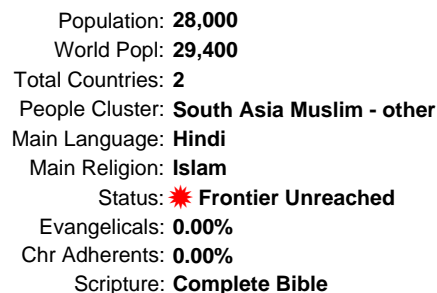 Population: 28,000
World Popl: 29,400
Total Countries: 2
People Cluster: South Asia Muslim - other
Main Language: Hindi
Main Religion: Islam
Status: Frontier Unreached
Evangelicals: 0.00%
Chr Adherents: 0.00%
Scripture: Complete Bible